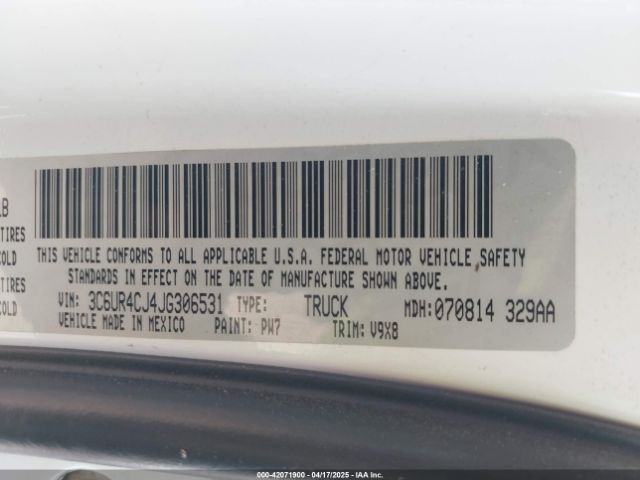 LB
TIRES
COLD
TIRES
COLD
THIS VEHICLE CONFORMS TO ALL APPLICABLE U.S.A. FEDERAL MOTOR VEHICLE SAFETY
STANDARDS IN EFFECT ON THE DATE OF MANUFACTURE SHOWN ABOVE.
VIN: 3C6UR4CJ4JG306531 TYPE: TRUCK MDH: 070814 329AA
VEHICLE MADE IN MEXICO PAINT: PW7 TRIM: V9X8
000-42071900 - 04/17/2025 - IAAI.COM